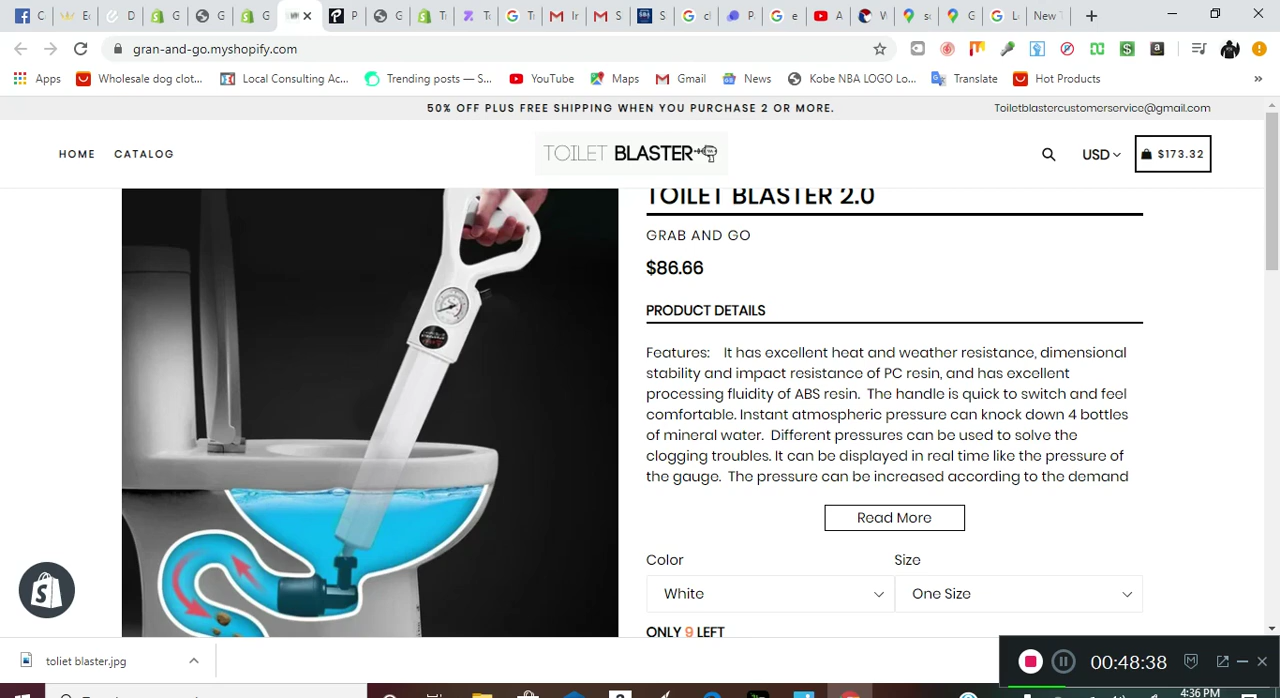 gran-and-go.myshopify.com
Apps Wholesale dog clot... Local Consulting Ac... Trending posts — S... YouTube Maps Gmail News Kobe NBA LOGO Lo... Translate Hot Products »
50% OFF PLUS FREE SHIPPING WHEN YOU PURCHASE 2 OR MORE. Toiletblastercustomerservice@gmail.com
HOME CATALOG TOILET BLASTER USD $173.32
TOILET BLASTER 2.0
GRAB AND GO
$86.66
PRODUCT DETAILS
Features: It has excellent heat and weather resistance, dimensional
stability and impact resistance of PC resin, and has excellent
processing fluidity of ABS resin. The handle is quick to switch and feel
comfortable. Instant atmospheric pressure can knock down 4 bottles
of mineral water. Different pressures can be used to solve the
clogging troubles. It can be displayed in real time like the pressure of
the gauge. The pressure can be increased according to the demand
Read More
Color Size
White One Size
ONLY 9 LEFT
toliet blaster.jpg
00:48:38
4:36 PM